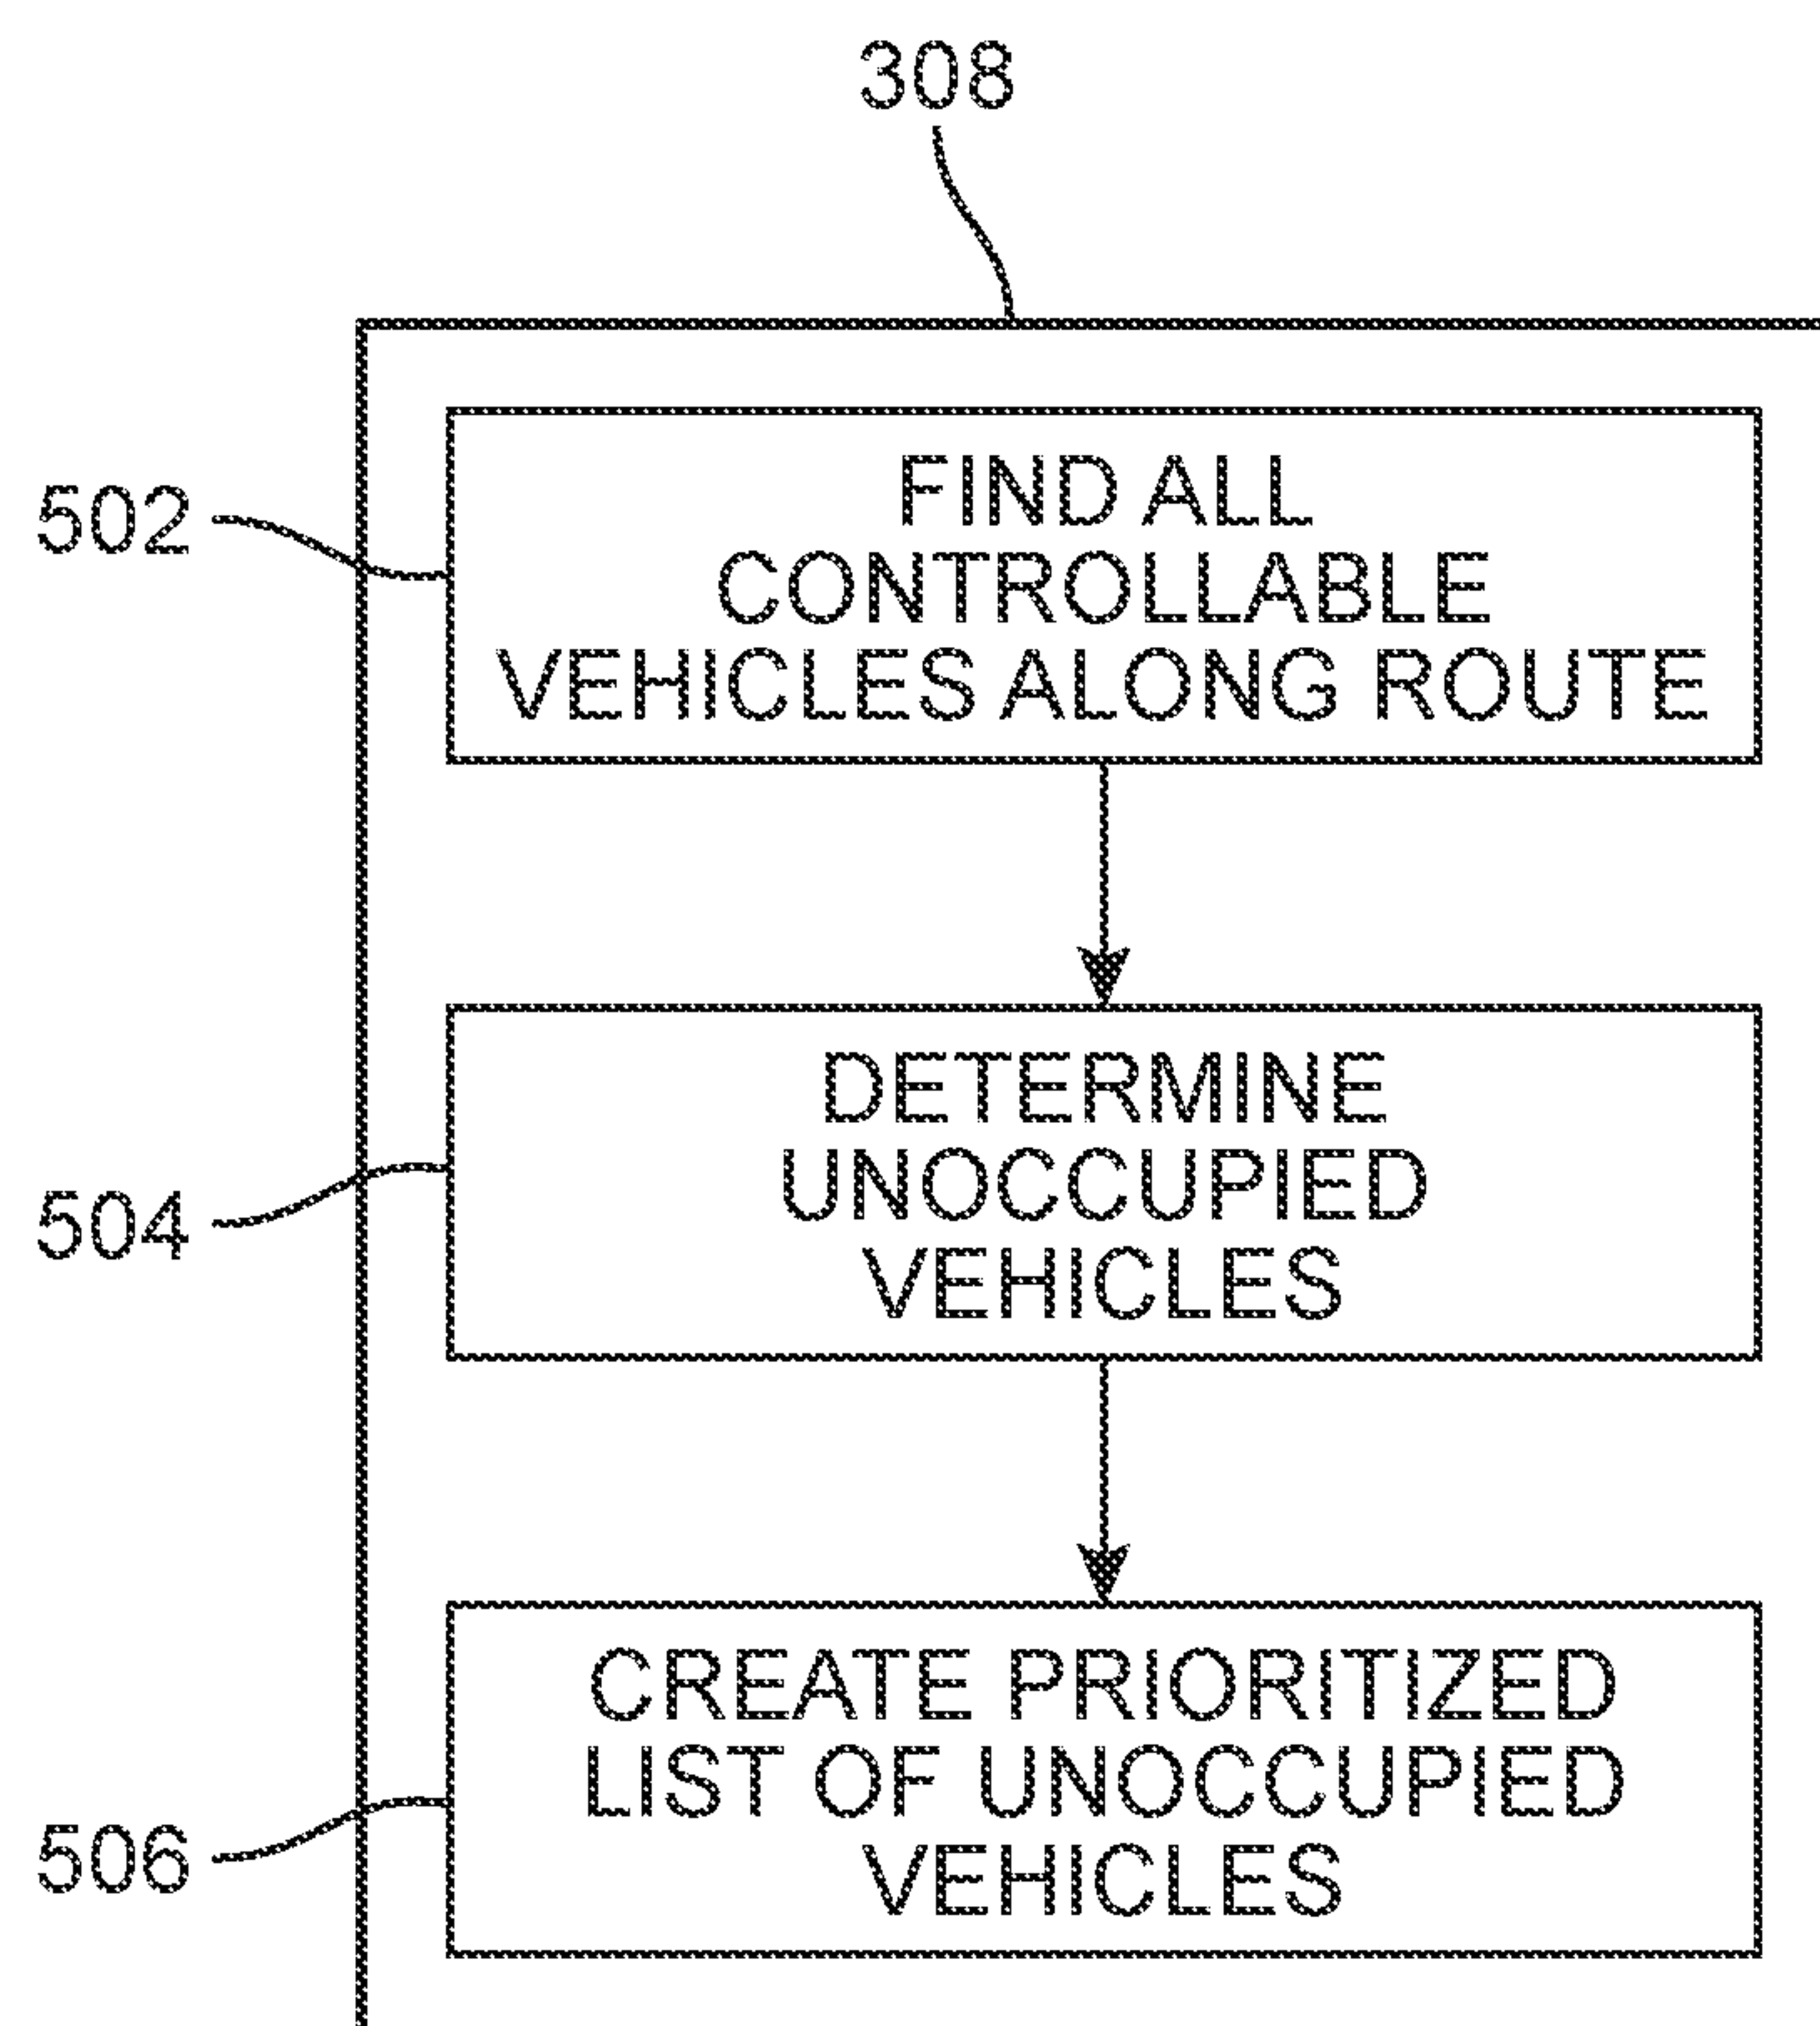 308
502
FIND ALL
CONTROLLABLE
VEHICLES ALONG ROUTE
504
DETERMINE
UNOCCUPIED
VEHICLES
506
CREATE PRIORITIZED
LIST OF UNOCCUPIED
VEHICLES